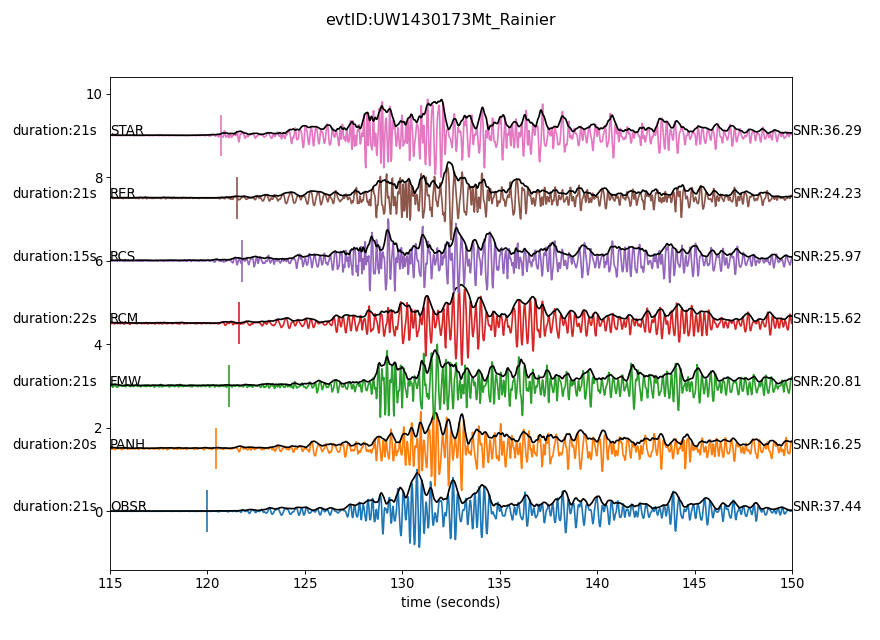 evtID:UW1430173Mt_Rainier
10
duration:21s STAR SNR:36.29
8
duration:21s RER SNR:24.23
duration:15s RCS SNR:25.97
6
duration:22s RCM SNR:15.62
4
duration:21s FMW SNR:20.81
2
duration:20s PANH SNR:16.25
duration:21s OBSR SNR:37.44
0
115 120 125 130 135 140 145 150
time (seconds)